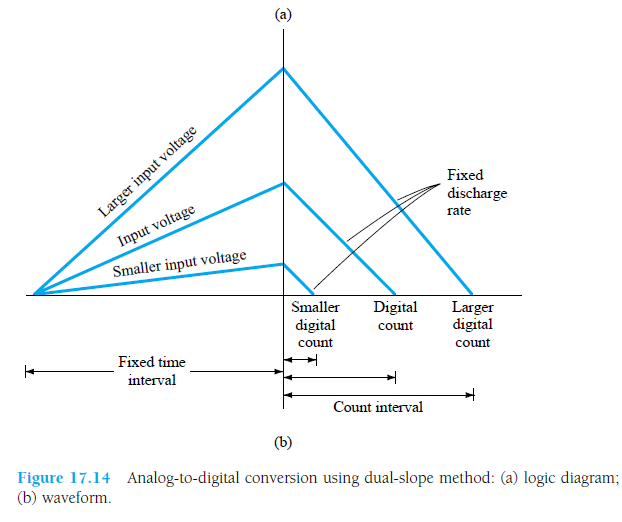 (a)
Larger input voltage
Input voltage
Smaller input voltage
Fixed
discharge
rate
Smaller
digital
count
Digital
count
Larger
digital
count
Fixed time
interval
Count interval
(b)
Figure 17.14 Analog-to-digital conversion using dual-slope method: (a) logic diagram;
(b) waveform.